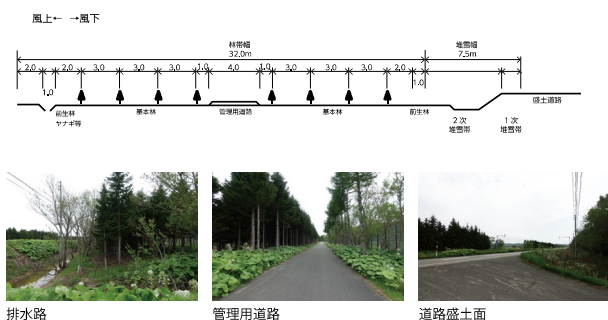 風上← →風下
林帯幅
32.0m
堆雪幅
7.5m
2.0 2.0 3.0 3.0 3.0 1.0 4.0 1.0 3.0 3.0 3.0 2.0
1.0
1.0
前生林
ヤナギ等
基本林
管理用道路
基本林
前生林
2次
堆雪帯
1次
堆雪帯
盛土道路
排水路
管理用道路
道路盛土面